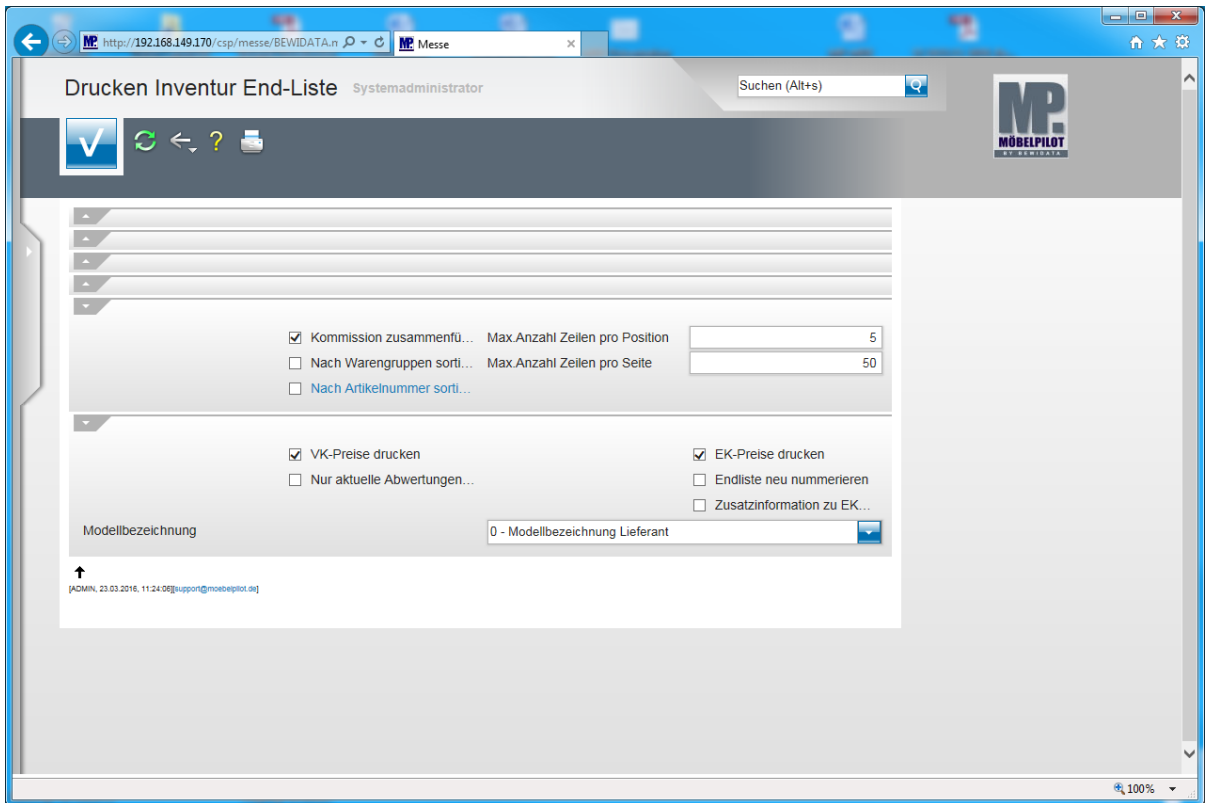 http://192.168.149.170/csp/messe/BEWIDATA.n
Messe
Drucken Inventur End-Liste Systemadministrator
Suchen (Alt+s)
MP.
MÖBELPILOT
BY BEWIDATA
Kommission zusammenfü... Max.Anzahl Zeilen pro Position 5
Nach Warengruppen sorti... Max.Anzahl Zeilen pro Seite 50
Nach Artikelnummer sorti...
VK-Preise drucken EK-Preise drucken
Nur aktuelle Abwertungen... Endliste neu nummerieren
Zusatzinformation zu EK...
Modellbezeichnung 0 - Modellbezeichnung Lieferant
[ADMIN, 23.03.2016, 11:24:06][support@moebelpilot.de]
100%